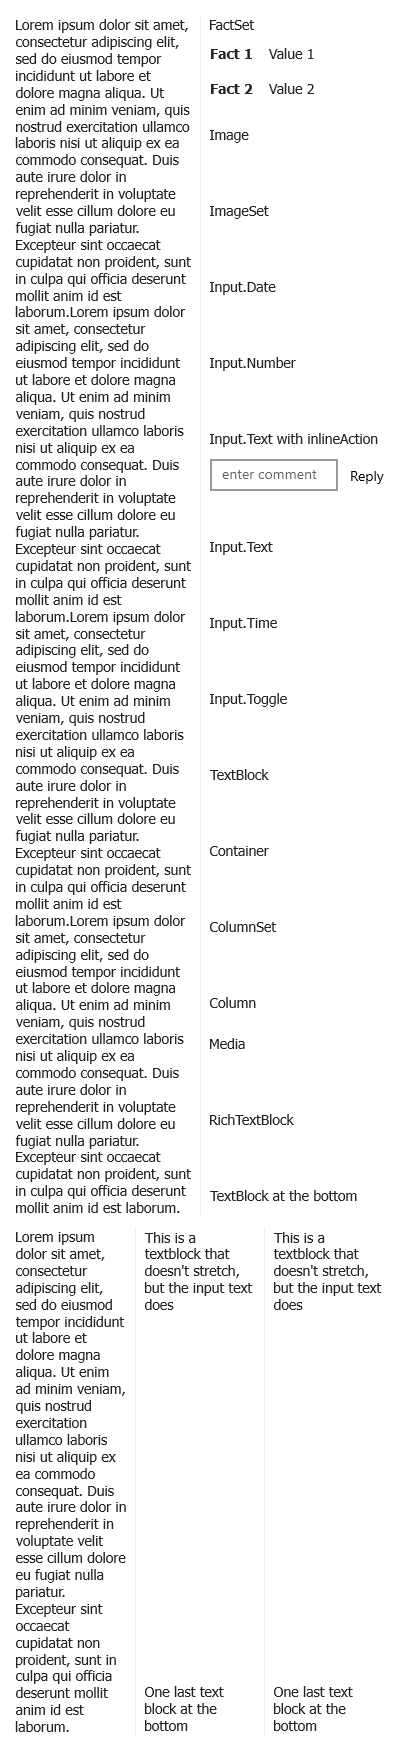 Lorem ipsum dolor sit amet,
consectetur adipiscing elit,
sed do eiusmod tempor
incididunt ut labore et
dolore magna aliqua. Ut
enim ad minim veniam, quis
nostrud exercitation ullamco
laboris nisi ut aliquip ex ea
commodo consequat. Duis
aute irure dolor in
reprehenderit in voluptate
velit esse cillum dolore eu
fugiat nulla pariatur.
Excepteur sint occaecat
cupidatat non proident, sunt
in culpa qui officia deserunt
mollit anim id est
laborum.Lorem ipsum dolor
sit amet, consectetur
adipiscing elit, sed do
eiusmod tempor incididunt
ut labore et dolore magna
aliqua. Ut enim ad minim
veniam, quis nostrud
exercitation ullamco laboris
nisi ut aliquip ex ea
commodo consequat. Duis
aute irure dolor in
reprehenderit in voluptate
velit esse cillum dolore eu
fugiat nulla pariatur.
Excepteur sint occaecat
cupidatat non proident, sunt
in culpa qui officia deserunt
mollit anim id est
laborum.Lorem ipsum dolor
sit amet, consectetur
adipiscing elit, sed do
eiusmod tempor incididunt
ut labore et dolore magna
aliqua. Ut enim ad minim
veniam, quis nostrud
exercitation ullamco laboris
nisi ut aliquip ex ea
commodo consequat. Duis
aute irure dolor in
reprehenderit in voluptate
velit esse cillum dolore eu
fugiat nulla pariatur.
Excepteur sint occaecat
cupidatat non proident, sunt
in culpa qui officia deserunt
mollit anim id est
laborum.Lorem ipsum dolor
sit amet, consectetur
adipiscing elit, sed do
eiusmod tempor incididunt
ut labore et dolore magna
aliqua. Ut enim ad minim
veniam, quis nostrud
exercitation ullamco laboris
nisi ut aliquip ex ea
commodo consequat. Duis
aute irure dolor in
reprehenderit in voluptate
velit esse cillum dolore eu
fugiat nulla pariatur.
Excepteur sint occaecat
cupidatat non proident, sunt
in culpa qui officia deserunt
mollit anim id est laborum.
FactSet
Fact 1 Value 1
Fact 2 Value 2
Image
ImageSet
Input.Date
Input.Number
Input.Text with inlineAction
enter comment Reply
Input.Text
Input.Time
Input.Toggle
TextBlock
Container
ColumnSet
Column
Media
RichTextBlock
TextBlock at the bottom
Lorem ipsum
dolor sit amet,
consectetur
adipiscing elit,
sed do eiusmod
tempor incididunt
ut labore et
dolore magna
aliqua. Ut enim
ad minim veniam,
quis nostrud
exercitation
ullamco laboris
nisi ut aliquip ex
ea commodo
consequat. Duis
aute irure dolor in
reprehenderit in
voluptate velit
esse cillum dolore
eu fugiat nulla
pariatur.
Excepteur sint
occaecat
cupidatat non
proident, sunt in
culpa qui officia
deserunt mollit
anim id est
laborum.
This is a
textblock that
doesn't stretch,
but the input text
does
One last text
block at the
bottom
This is a
textblock that
doesn't stretch,
but the input text
does
One last text
block at the
bottom